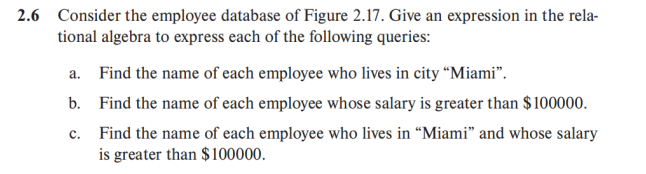 2.6 Consider the employee database of Figure 2.17. Give an expression in the rela-
tional algebra to express each of the following queries:
a. Find the name of each employee who lives in city “Miami”.
b. Find the name of each employee whose salary is greater than $100000.
c. Find the name of each employee who lives in “Miami” and whose salary
is greater than $100000.